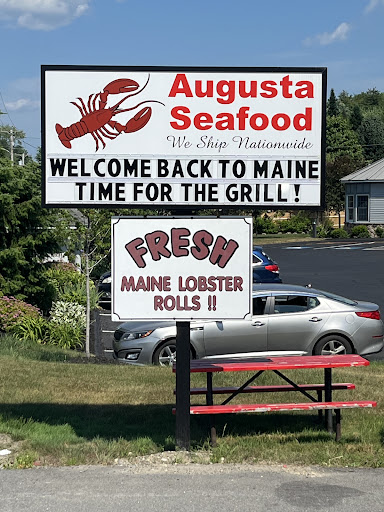 Augusta
Seafood
We Ship Nationwide
WELCOME BACK TO MAINE
TIME FOR THE GRILL!
FRESH
MAINE LOBSTER
ROLLS !!